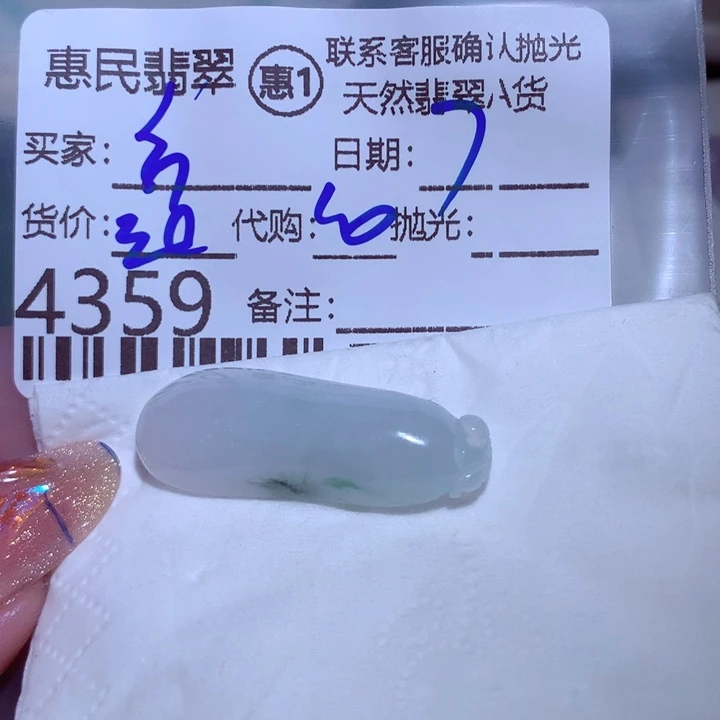 惠民翡翠 惠1 联系客服确认抛光
天然翡翠A货
买家: 日期: 7
货价: 代购: 抛光:
4359 备注: